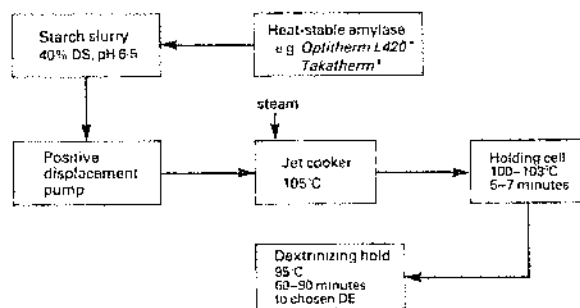 Starch slurry
40% DS, pH 6·5
Heat-stable amylase
e.g. Optitherm L420*
Takatherm*
steam
Positive
displacement
pump
Jet cooker
105°C
Holding cell
100–103°C
5–7 minutes
Dextrinizing hold
95°C
60–90 minutes
to chosen DE